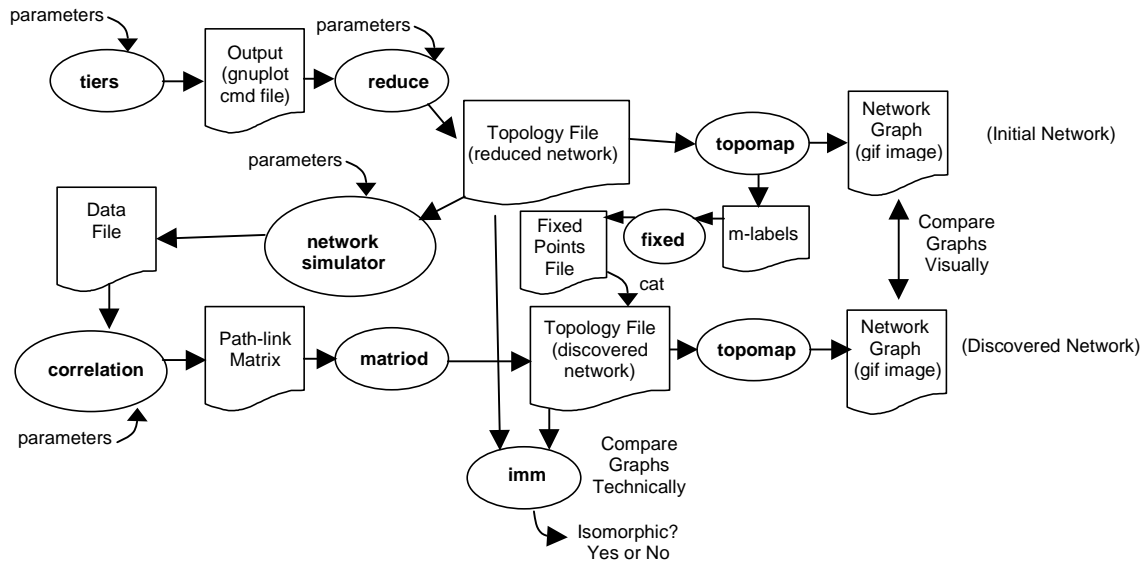 parameters
tiers
Output
(gnuplot
cmd file)
parameters
reduce
Topology File
(reduced network)
topomap
Network
Graph
(gif image)
(Initial Network)
parameters
Data
File
network
simulator
Fixed
Points
File
fixed
m-labels
Compare
Graphs
Visually
cat
correlation
Path-link
Matrix
matriod
Topology File
(discovered
network)
topomap
Network
Graph
(gif image)
(Discovered Network)
parameters
imm
Compare
Graphs
Technically
Isomorphic?
Yes or No